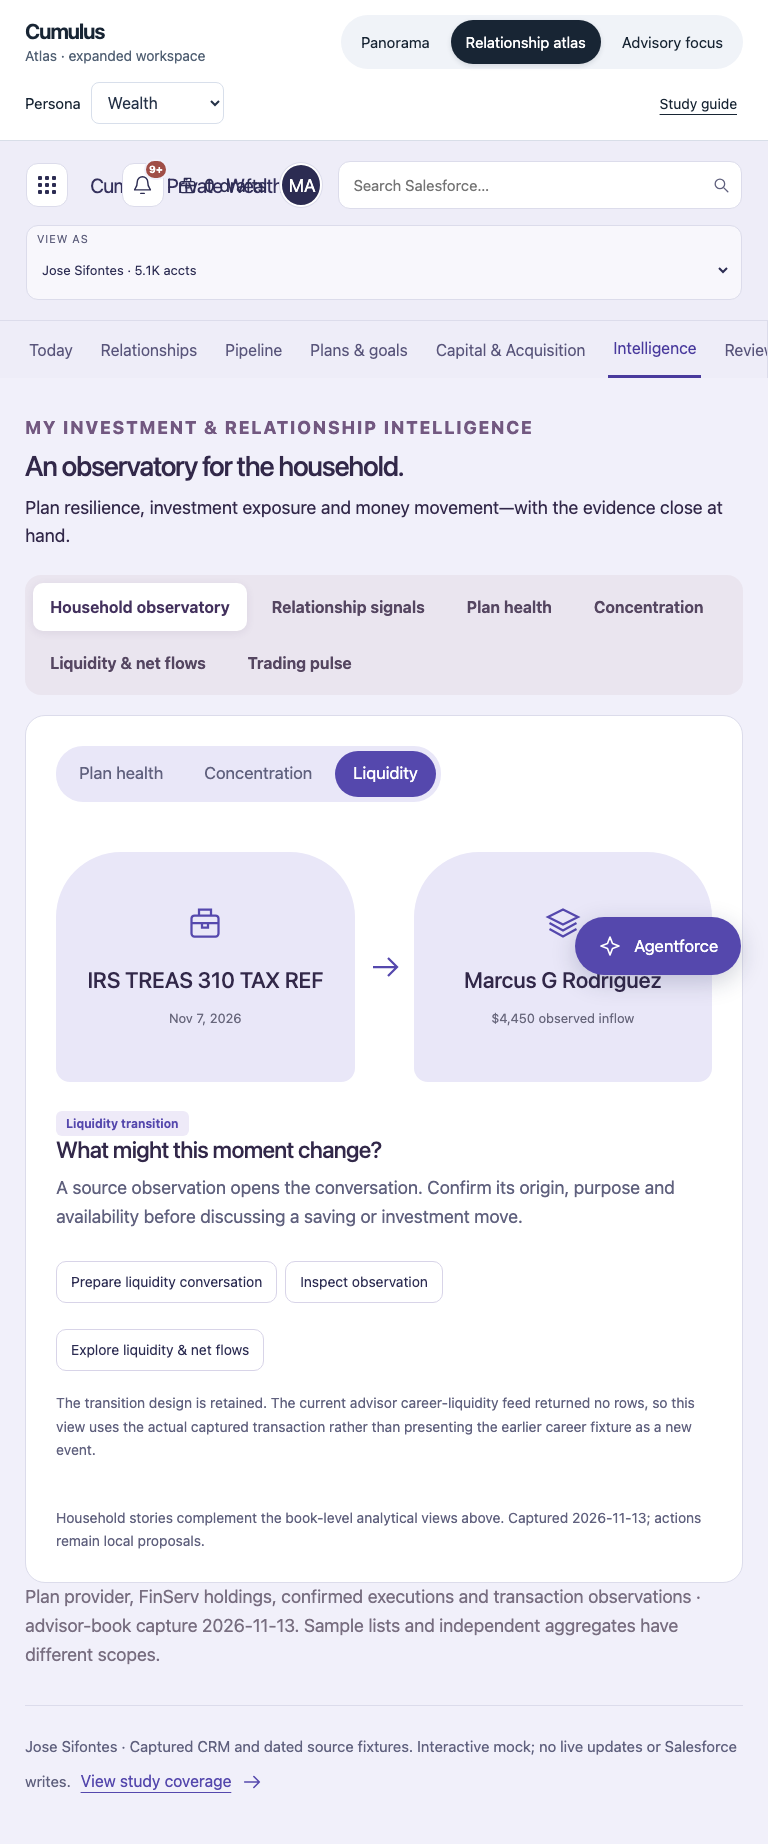 Cumulus
Atlas · expanded workspace
Panorama
Relationship atlas
Advisory focus
Persona
Wealth
Study guide
9+
Private Wealth
MA
Search Salesforce...
VIEW AS
Jose Sifontes · 5.1K accts
Today
Relationships
Pipeline
Plans & goals
Capital & Acquisition
Intelligence
MY INVESTMENT & RELATIONSHIP INTELLIGENCE
An observatory for the household.
Plan resilience, investment exposure and money movement—with the evidence close at
hand.
Household observatory
Relationship signals
Plan health
Concentration
Liquidity & net flows
Trading pulse
Plan health
Concentration
Liquidity
IRS TREAS 310 TAX REF
Nov 7, 2026
Marcus G Rodriguez
$4,450 observed inflow
Agentforce
Liquidity transition
What might this moment change?
A source observation opens the conversation. Confirm its origin, purpose and
availability before discussing a saving or investment move.
Prepare liquidity conversation
Inspect observation
Explore liquidity & net flows
The transition design is retained. The current advisor career-liquidity feed returned no rows, so this
view uses the actual captured transaction rather than presenting the earlier career fixture as a new
event.
Household stories complement the book-level analytical views above. Captured 2026-11-13; actions
remain local proposals.
Plan provider, FinServ holdings, confirmed executions and transaction observations ·
advisor-book capture 2026-11-13. Sample lists and independent aggregates have
different scopes.
Jose Sifontes · Captured CRM and dated source fixtures. Interactive mock; no live updates or Salesforce
writes. View study coverage